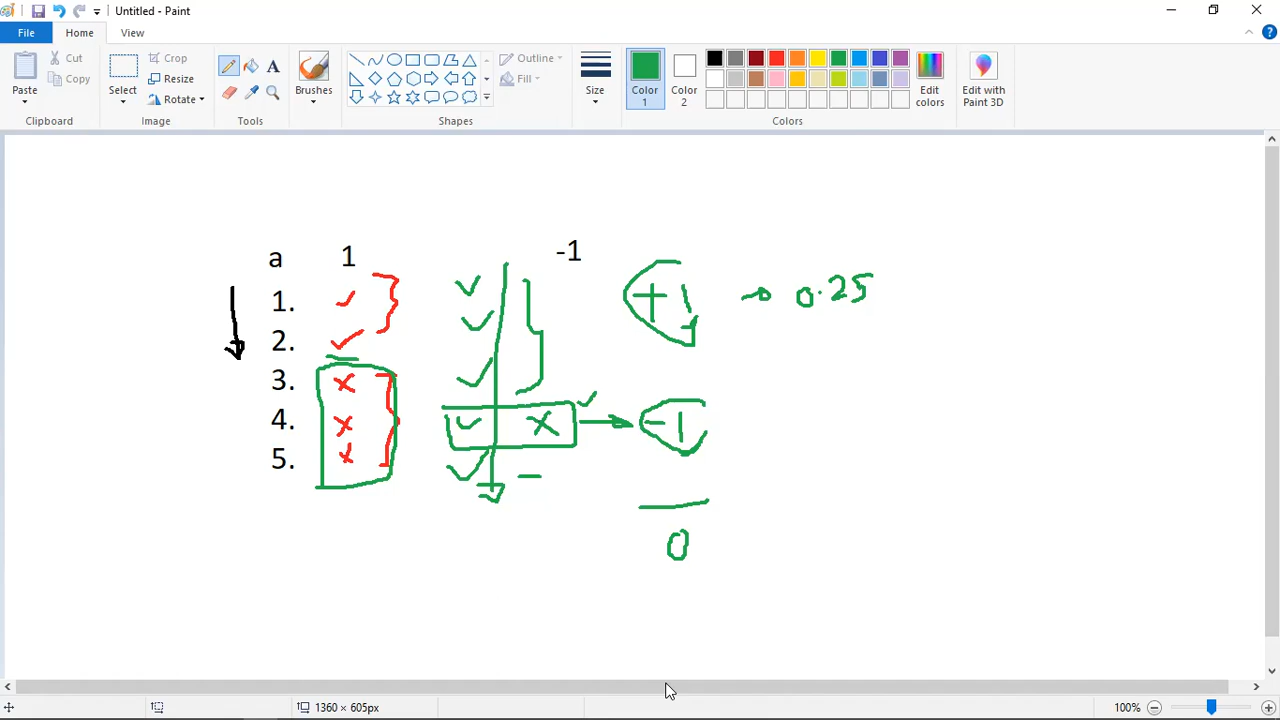 Untitled - Paint
File Home View
Paste
Cut
Copy
Clipboard
Select
Crop
Resize
Rotate
Image
A
Tools
Brushes
Outline
Fill
Shapes
Size
Color 1
Color 2
Edit colors
Colors
Edit with Paint 3D
a 1 -1
1. ✓ ✓ +1 → 0.25
2. ✓ ✓
3. × ✓
4. × ✓ × ✓ → -1
5. × ✓ -
0
1360 × 605px
100%